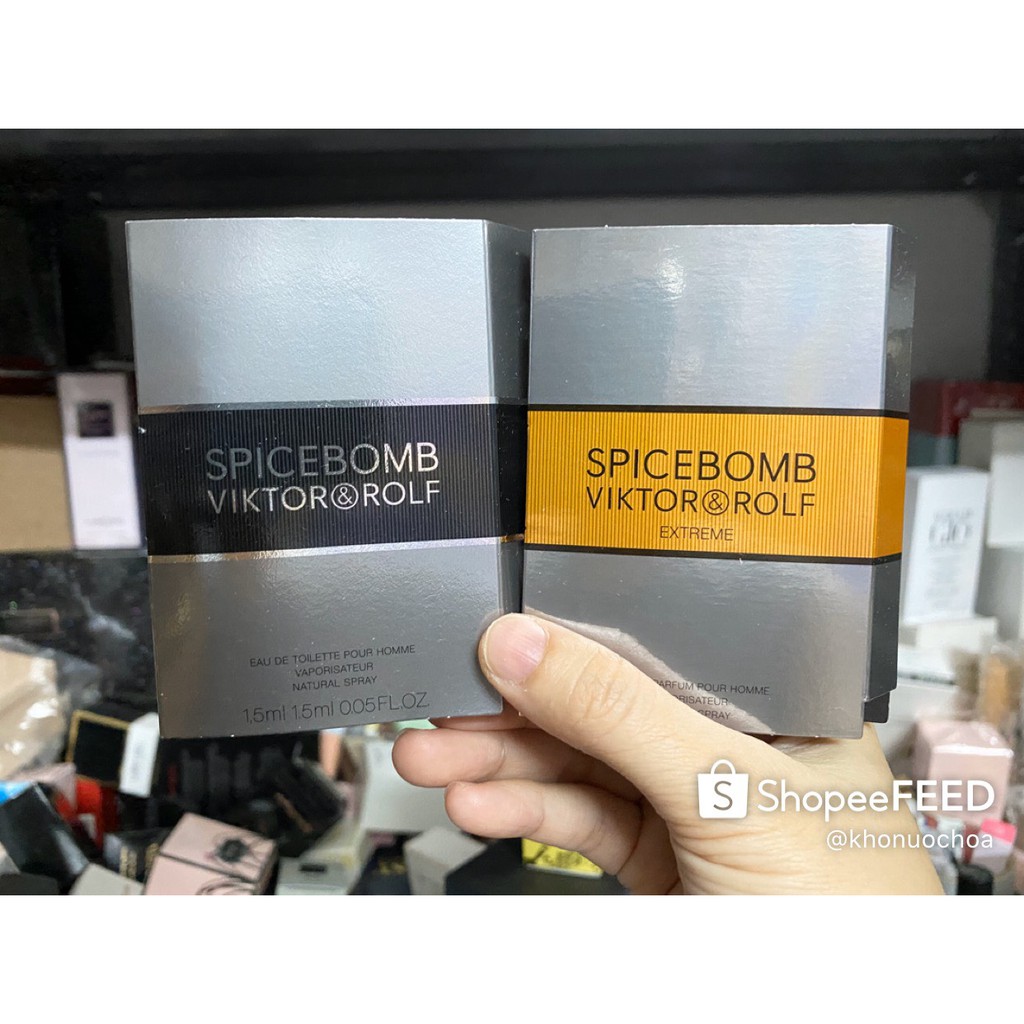 SPICEBOMB
VIKTOR&ROLF
EAU DE TOILETTE POUR HOMME
VAPORISATEUR
NATURAL SPRAY
1.5ml 1.5ml 0.05FL.OZ.
SPICEBOMB
VIKTOR&ROLF
EXTREME
PARFUM POUR HOMME
SPRAY
S ShopeeFEED
@khonuochoa